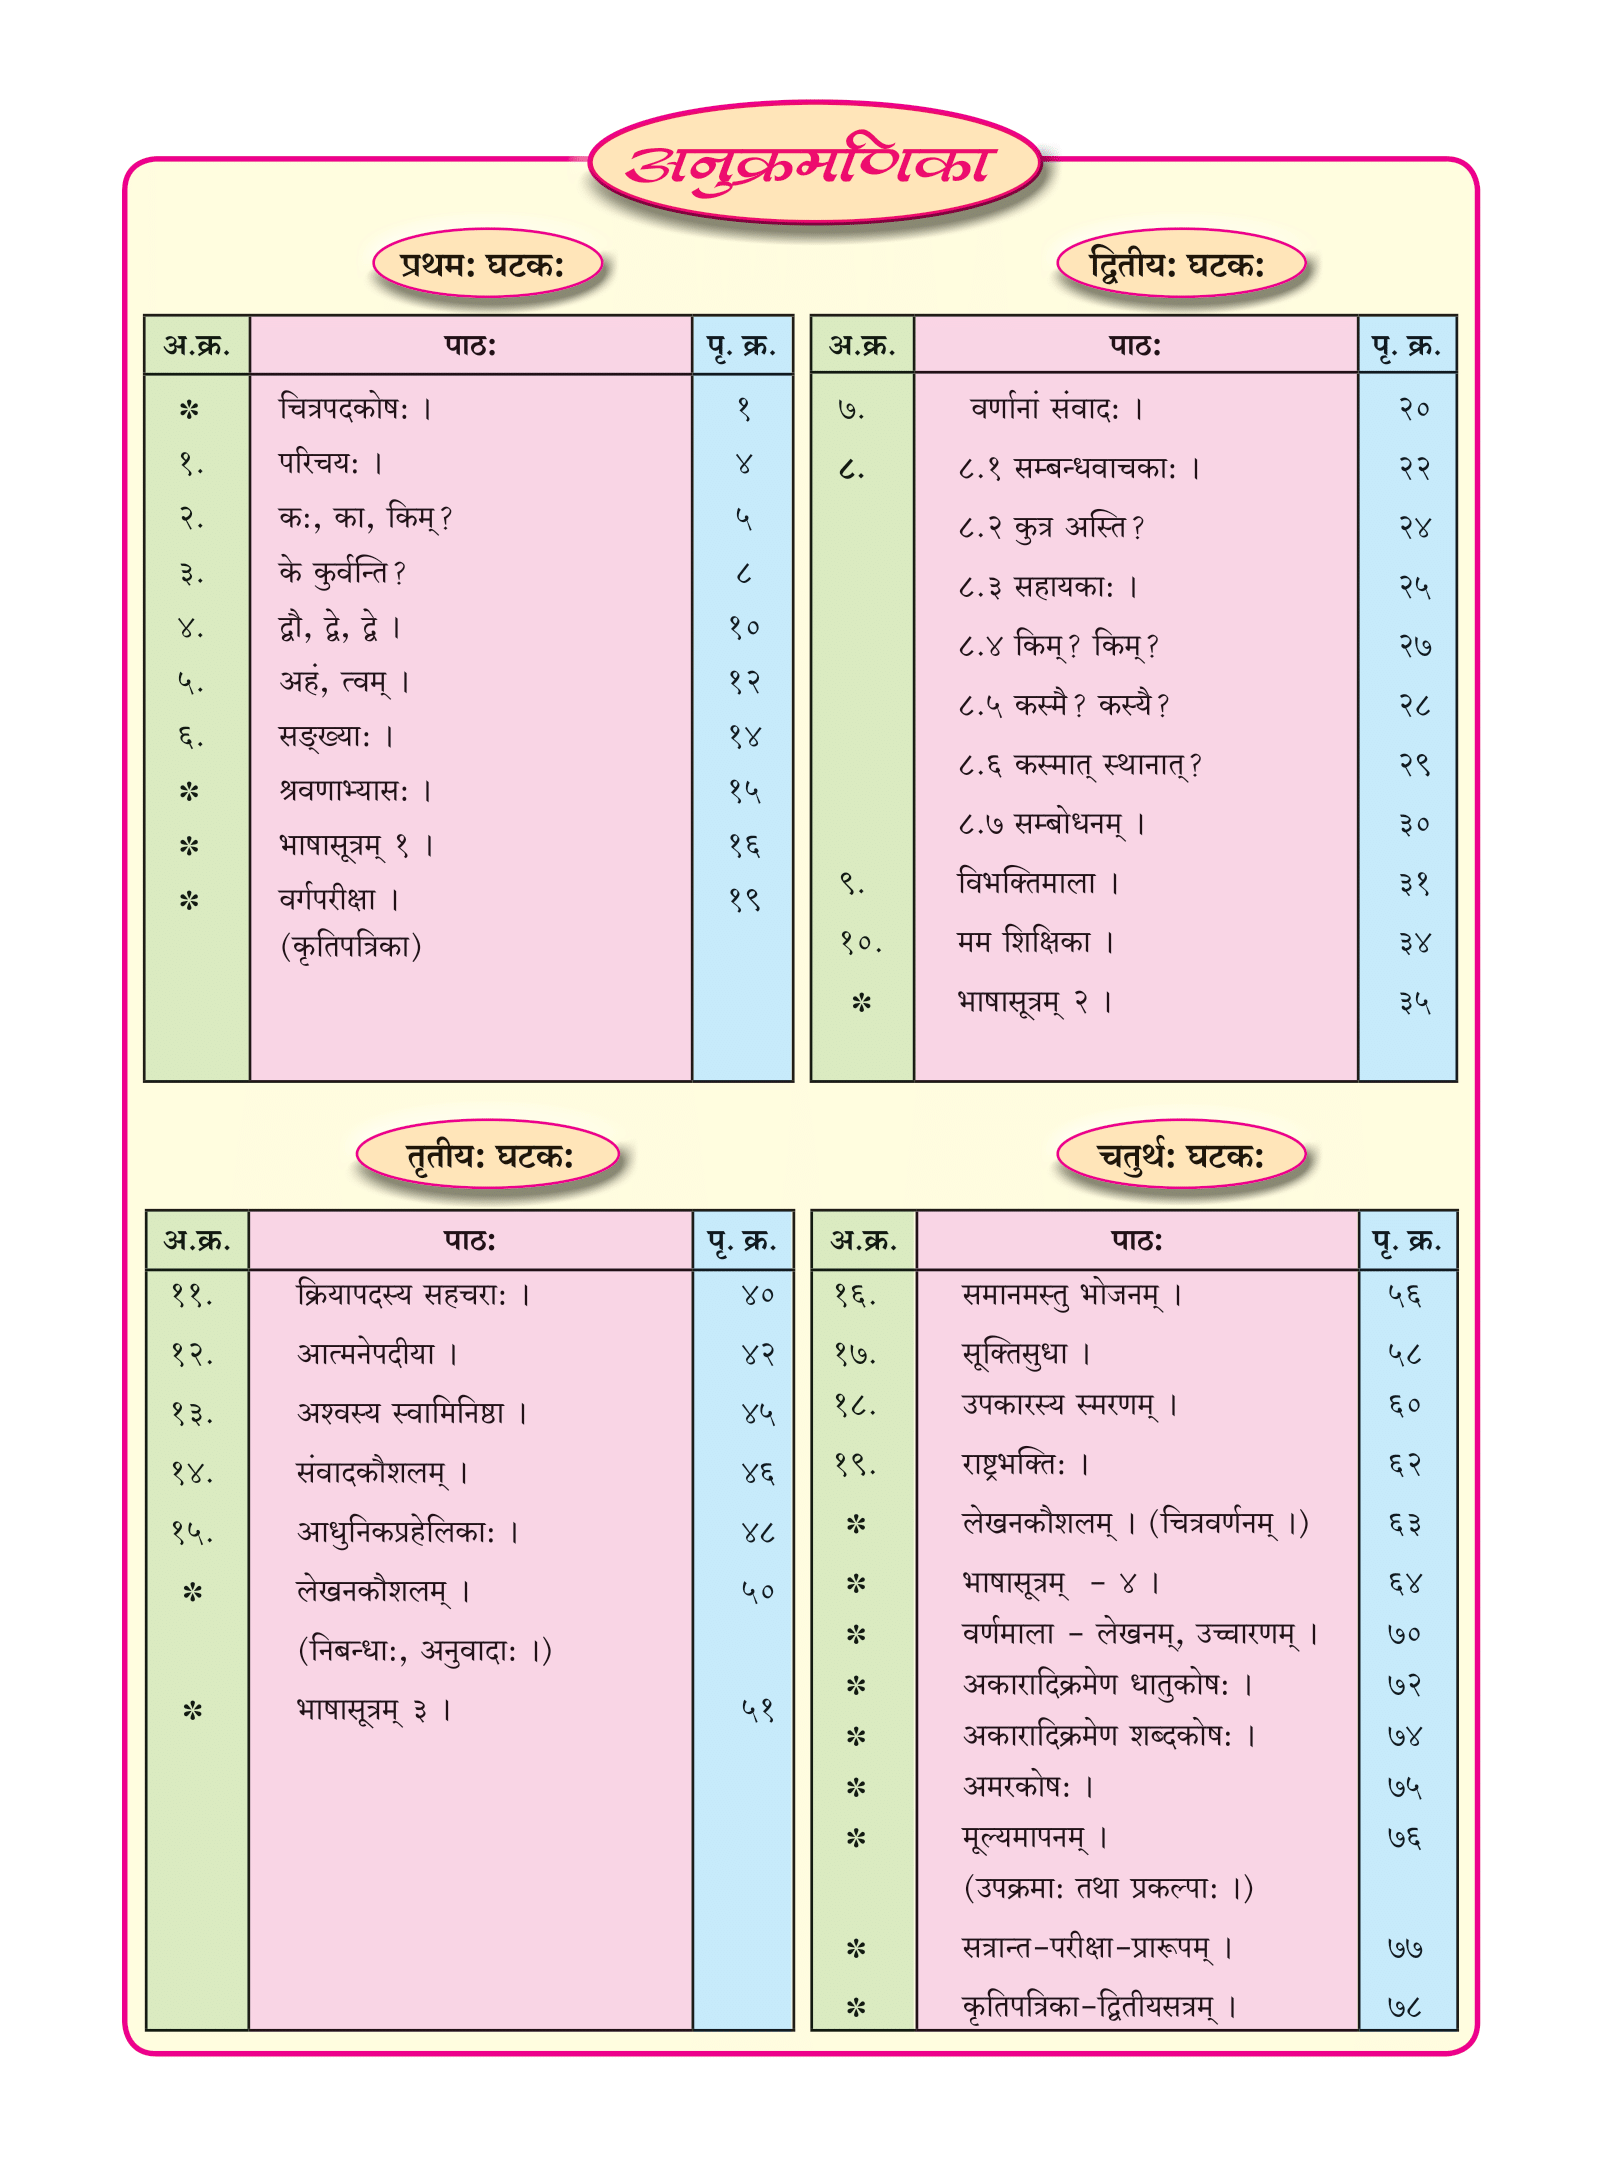 अनुक्रमणिका
प्रथमः घटकः
अ.क्र. पाठः पृ. क्र.
✽ चित्रपदकोषः । १
१. परिचयः । ४
२. कः, का, किम्? ५
३. के कुर्वन्ति? ८
४. द्वौ, द्वे, द्वे । १०
५. अहं, त्वम् । १२
६. सङ्ख्याः । १४
✽ श्रवणाभ्यासः । १५
✽ भाषासूत्रम् १ । १६
✽ वर्गपरीक्षा । १९
(कृतिपत्रिका)
द्वितीयः घटकः
अ.क्र. पाठः पृ. क्र.
७. वर्णानां संवादः । २०
८. ८.१ सम्बन्धवाचकाः । २२
८.२ कुत्र अस्ति? २४
८.३ सहायकाः । २५
८.४ किम्? किम्? २७
८.५ कस्मै? कस्यै? २८
८.६ कस्मात् स्थानात्? २९
८.७ सम्बोधनम् । ३०
९. विभक्तिमाला । ३१
१०. मम शिक्षिका । ३४
✽ भाषासूत्रम् २ । ३५
तृतीयः घटकः
अ.क्र. पाठः पृ. क्र.
११. क्रियापदस्य सहचराः । ४०
१२. आत्मनेपदीया । ४२
१३. अश्वस्य स्वामिनिष्ठा । ४५
१४. संवादकौशलम् । ४६
१५. आधुनिकप्रहेलिकाः । ४८
✽ लेखनकौशलम् । ५०
(निबन्धाः, अनुवादाः ।)
✽ भाषासूत्रम् ३ । ५१
चतुर्थः घटकः
अ.क्र. पाठः पृ. क्र.
१६. समानमस्तु भोजनम् । ५६
१७. सूक्तिसुधा । ५८
१८. उपकारस्य स्मरणम् । ६०
१९. राष्ट्रभक्तिः । ६२
✽ लेखनकौशलम् । (चित्रवर्णनम् ।) ६३
✽ भाषासूत्रम् - ४ । ६४
✽ वर्णमाला - लेखनम्, उच्चारणम् । ७०
✽ अकारादिक्रमेण धातुकोषः । ७२
✽ अकारादिक्रमेण शब्दकोषः । ७४
✽ अमरकोषः । ७५
✽ मूल्यमापनम् । ७६
(उपक्रमाः तथा प्रकल्पाः ।)
✽ सत्रान्त-परीक्षा-प्रारूपम् । ७७
✽ कृतिपत्रिका-द्वितीयसत्रम् । ७८